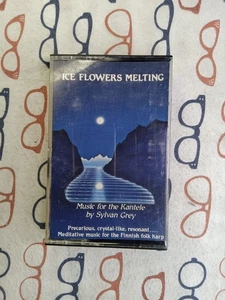 ICE FLOWERS MELTING
Music for the Kantele
by Sylvan Grey
Precarious, crystal-like, resonant...
Meditative music for the Finnish folk harp